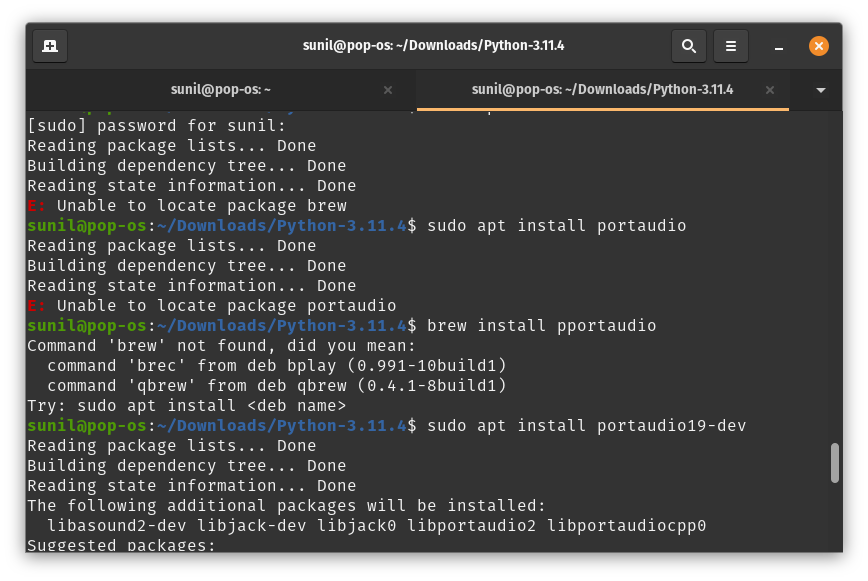 sunil@pop-os: ~/Downloads/Python-3.11.4
sunil@pop-os: ~
sunil@pop-os: ~/Downloads/Python-3.11.4
[sudo] password for sunil:
Reading package lists... Done
Building dependency tree... Done
Reading state information... Done
E: Unable to locate package brew
sunil@pop-os:~/Downloads/Python-3.11.4$ sudo apt install portaudio
Reading package lists... Done
Building dependency tree... Done
Reading state information... Done
E: Unable to locate package portaudio
sunil@pop-os:~/Downloads/Python-3.11.4$ brew install pportaudio
Command 'brew' not found, did you mean:
  command 'brec' from deb bplay (0.991-10build1)
  command 'qbrew' from deb qbrew (0.4.1-8build1)
Try: sudo apt install <deb name>
sunil@pop-os:~/Downloads/Python-3.11.4$ sudo apt install portaudio19-dev
Reading package lists... Done
Building dependency tree... Done
Reading state information... Done
The following additional packages will be installed:
  libasound2-dev libjack-dev libjack0 libportaudio2 libportaudiocpp0
Suggested packages: